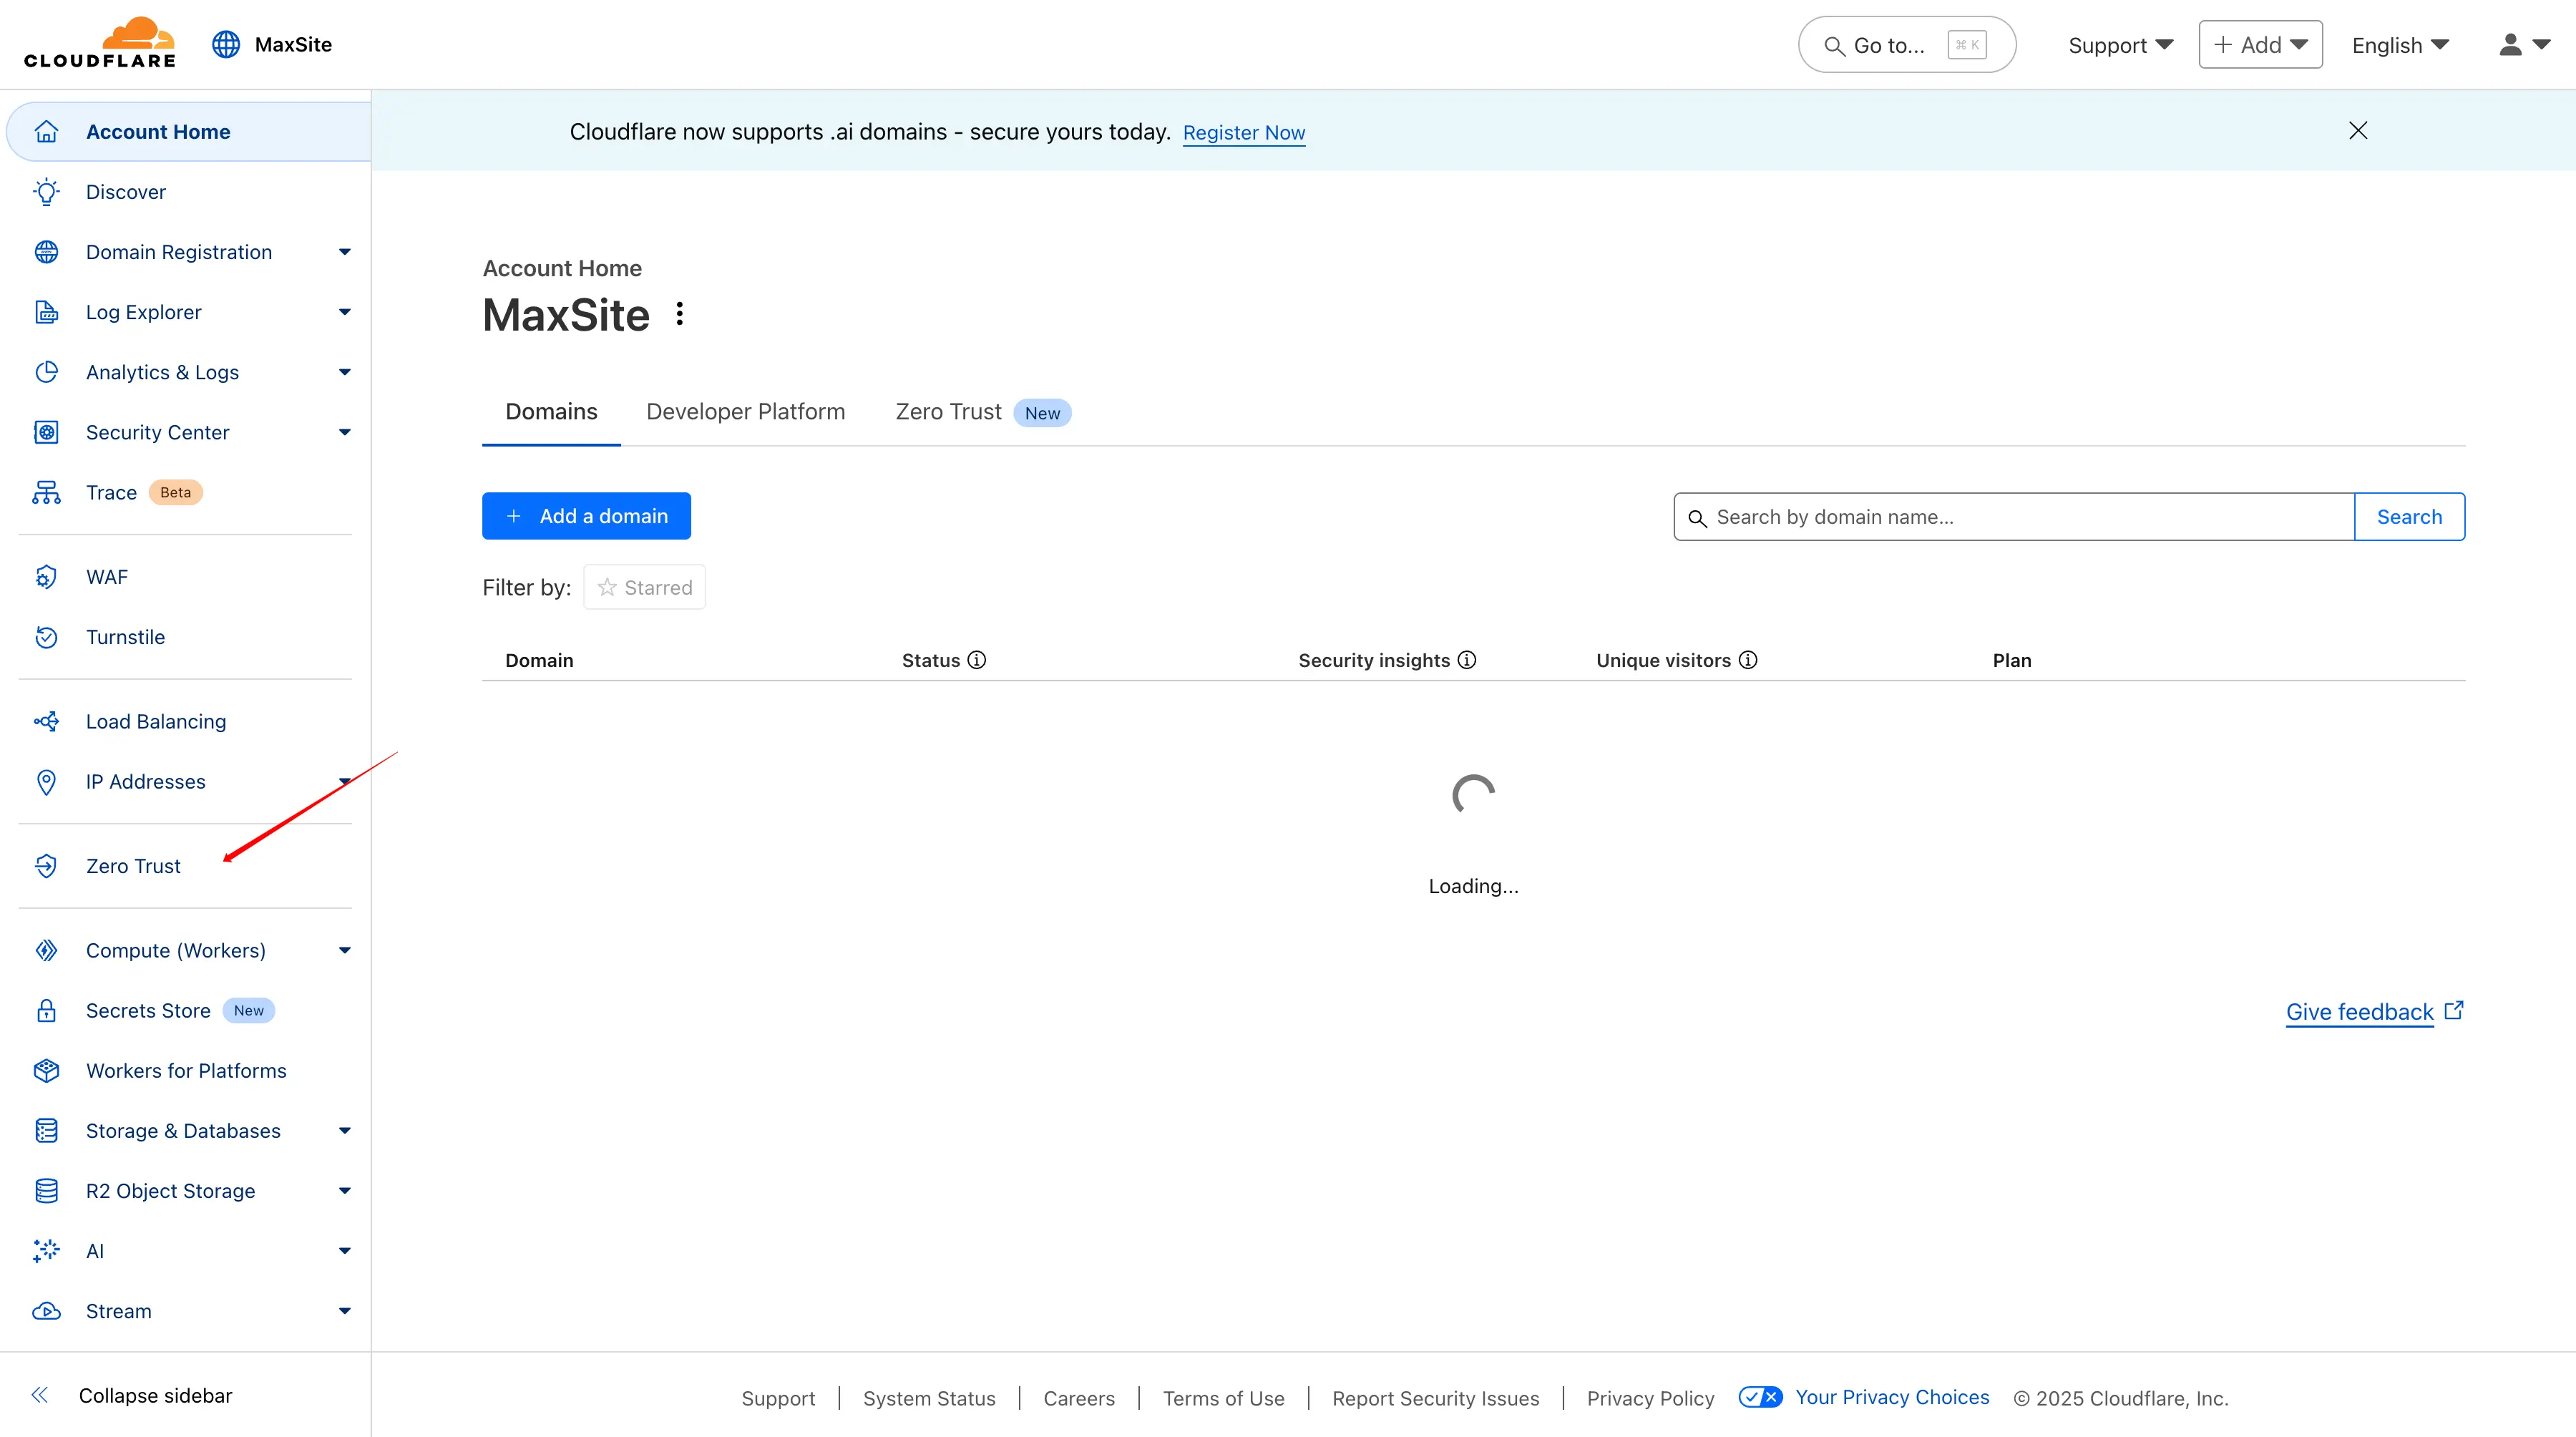 CLOUDFLARE
MaxSite
Go to...
⌘ K
Support
+ Add
English
Account Home
Discover
Domain Registration
Log Explorer
Analytics & Logs
Security Center
Trace Beta
WAF
Turnstile
Load Balancing
IP Addresses
Zero Trust
Compute (Workers)
Secrets Store New
Workers for Platforms
Storage & Databases
R2 Object Storage
AI
Stream
Collapse sidebar
Cloudflare now supports .ai domains - secure yours today. Register Now
Account Home
MaxSite
Domains Developer Platform Zero Trust New
+ Add a domain
Search by domain name...
Search
Filter by: Starred
Domain Status Security insights Unique visitors Plan
Loading...
Give feedback
Support | System Status | Careers | Terms of Use | Report Security Issues | Privacy Policy Your Privacy Choices © 2025 Cloudflare, Inc.